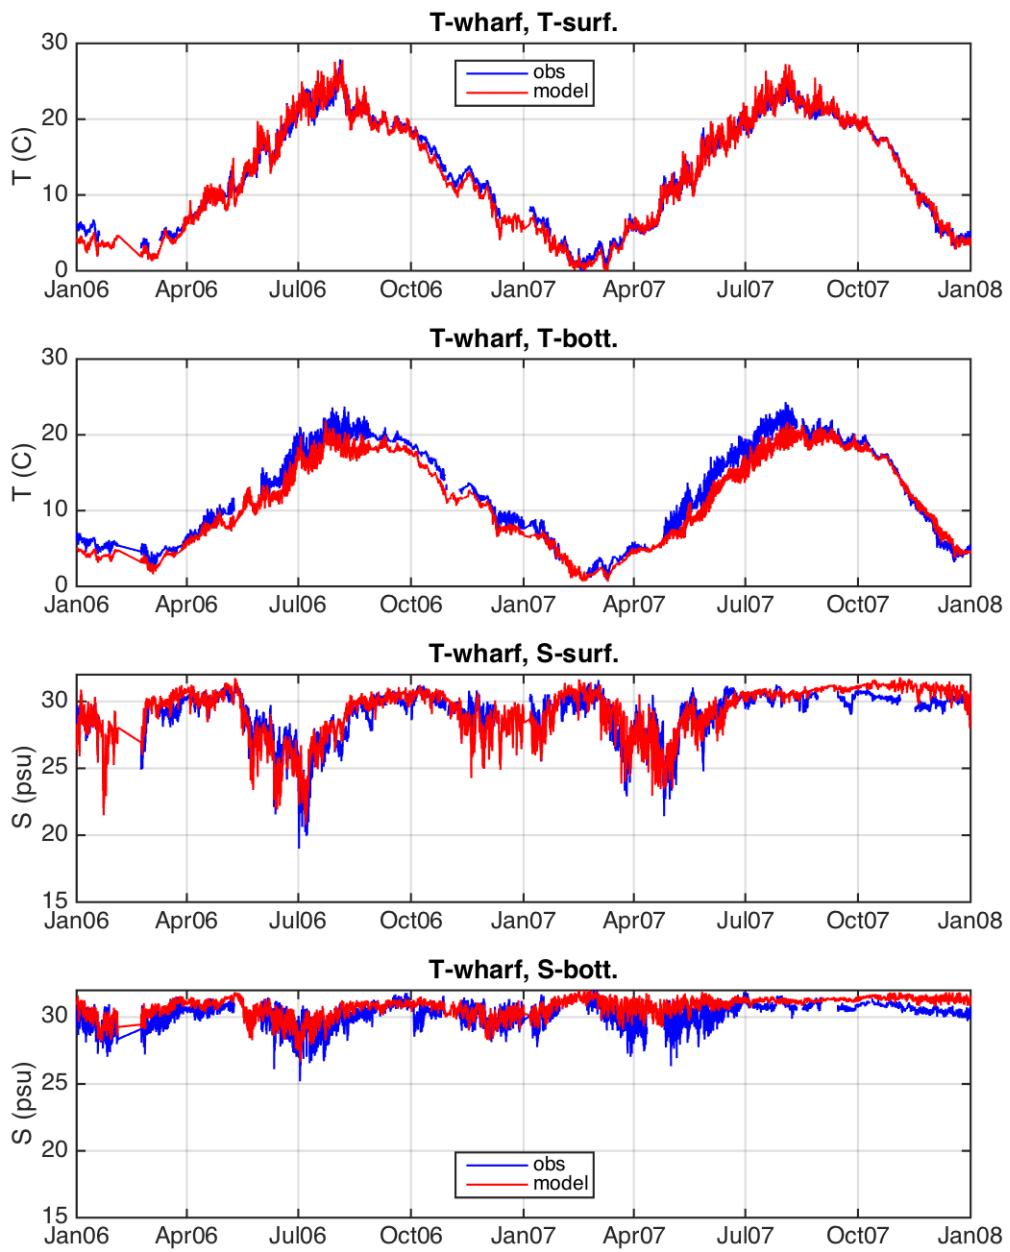 T-wharf, T-surf.
30
20
10
0
T (C)
obs
model
Jan06 Apr06 Jul06 Oct06 Jan07 Apr07 Jul07 Oct07 Jan08
T-wharf, T-bott.
30
20
10
0
T (C)
Jan06 Apr06 Jul06 Oct06 Jan07 Apr07 Jul07 Oct07 Jan08
T-wharf, S-surf.
30
25
20
15
S (psu)
Jan06 Apr06 Jul06 Oct06 Jan07 Apr07 Jul07 Oct07 Jan08
T-wharf, S-bott.
30
25
20
15
S (psu)
obs
model
Jan06 Apr06 Jul06 Oct06 Jan07 Apr07 Jul07 Oct07 Jan08